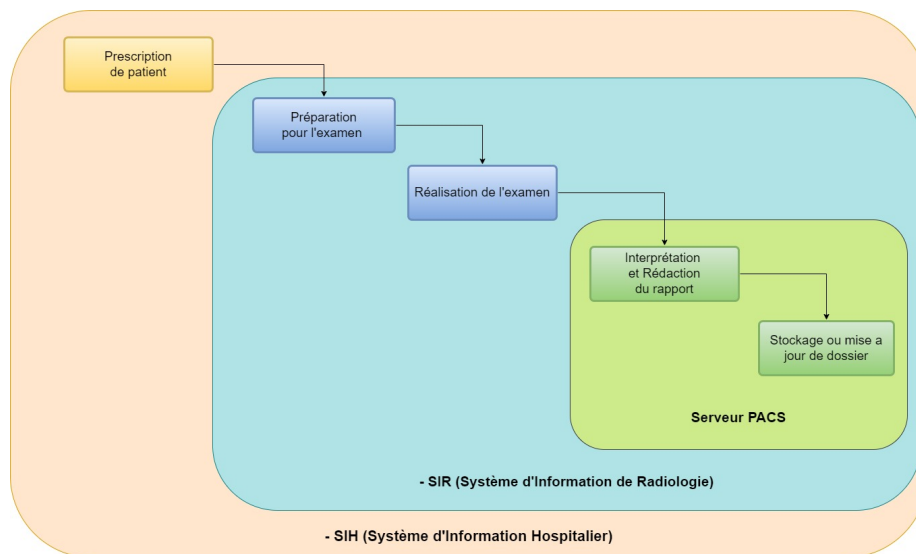 Prescription
de patient
Préparation
pour l'examen
Réalisation de l'examen
Interprétation
et Rédaction
du rapport
Stockage ou mise a
jour de dossier
Serveur PACS
- SIR (Système d'Information de Radiologie)
- SIH (Système d'Information Hospitalier)